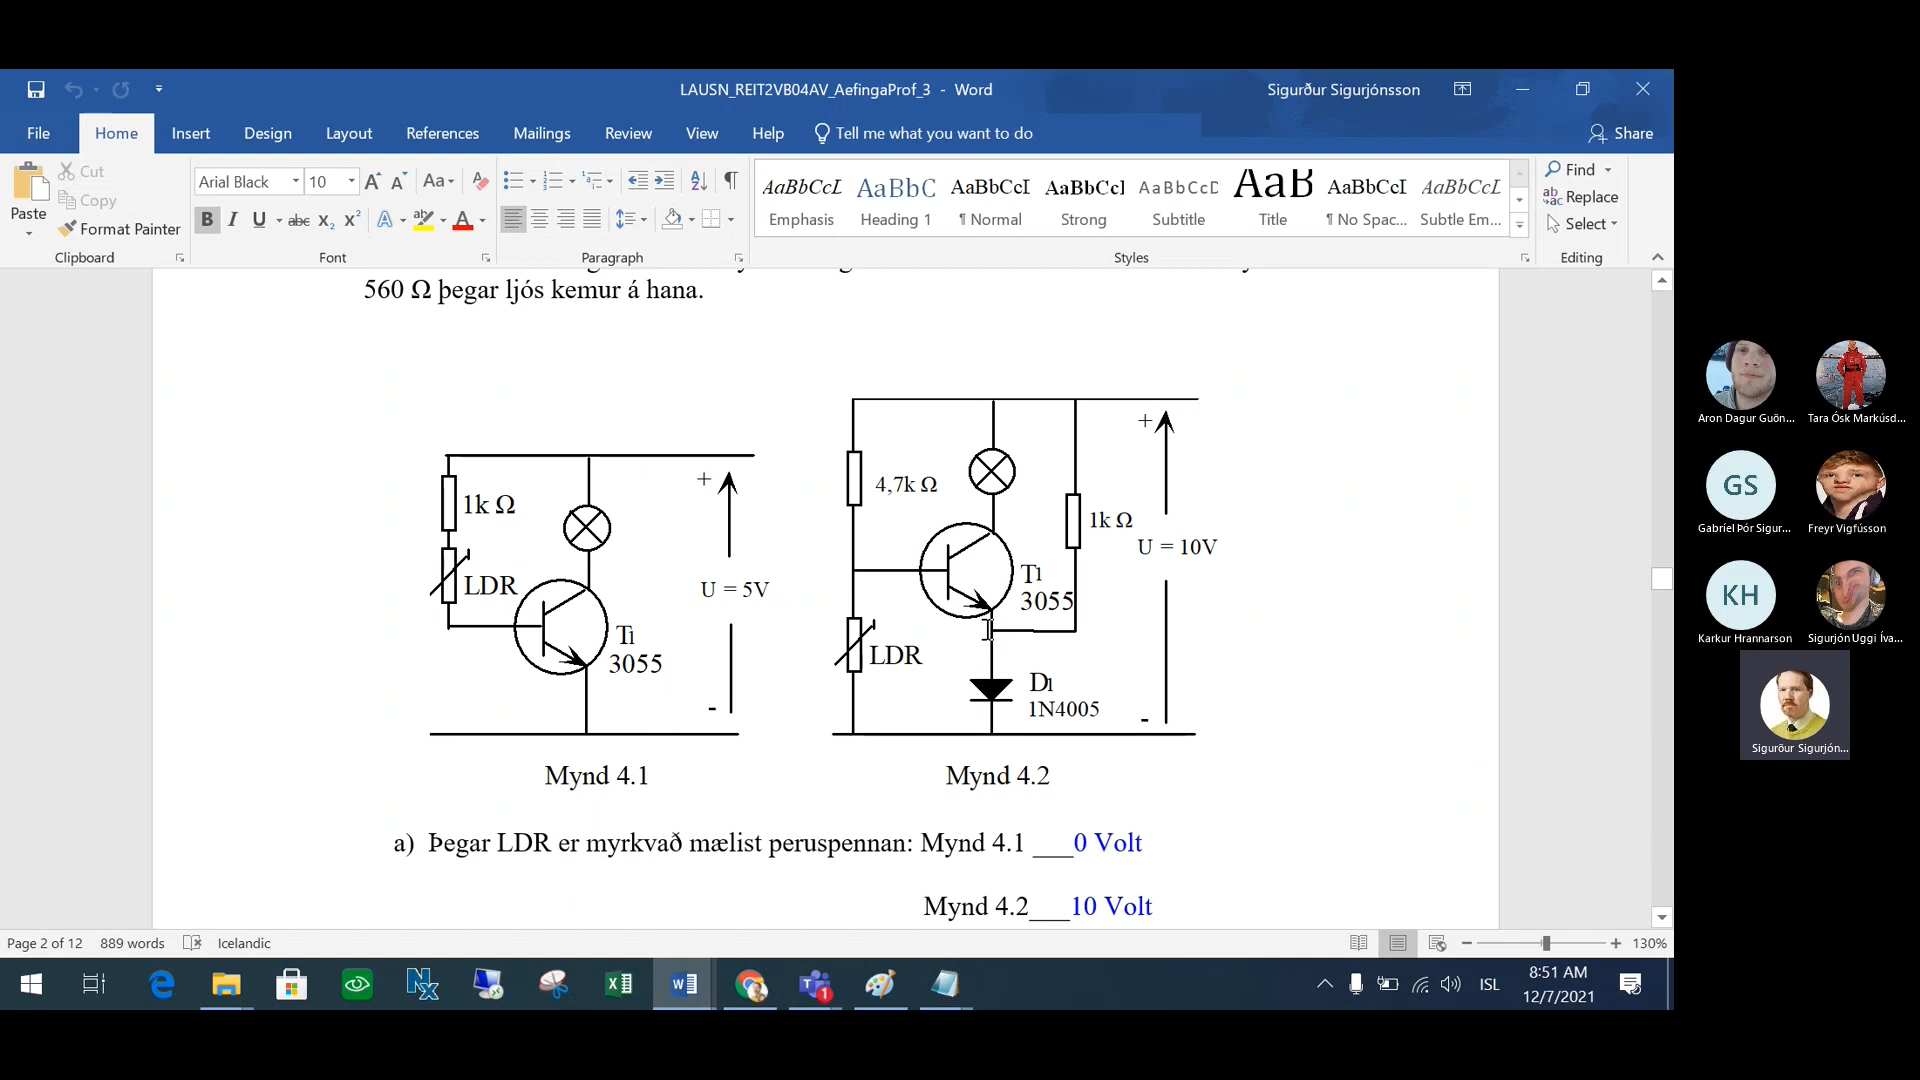 LAUSN_REIT2VB04AV_AefingaProf_3 - Word
Sigurður Sigurjónsson
File Home Insert Design Layout References Mailings Review View Help Tell me what you want to do Share
Paste
Cut
Copy
Format Painter
Clipboard
Arial Black 10
Font
Paragraph
AaBbCcL AaBbC AaBbCcI AaBbCcI AaBbCcD AaB AaBbCcI AaBbCcL
Emphasis Heading 1 ¶ Normal Strong Subtitle Title ¶ No Spac... Subtle Em...
Styles
Find
Replace
Select
Editing
560 Ω þegar ljós kemur á hana.
1k Ω
LDR
T1
3055
+
U = 5V
-
Mynd 4.1
4,7k Ω
LDR
T1
3055
1k Ω
D1
1N4005
+
U = 10V
-
Mynd 4.2
a) Þegar LDR er myrkvað mælist peruspennan: Mynd 4.1 ___0 Volt
Mynd 4.2___10 Volt
Page 2 of 12 889 words Icelandic
130%
ISL
8:51 AM
12/7/2021
Aron Dagur Guðn...
Tara Ósk Markúsd...
GS
Gabríel Þór Sigur...
Freyr Vigfússon
KH
Karkur Hrannarson
Sigurjón Uggi Íva...
Sigurður Sigurjón...